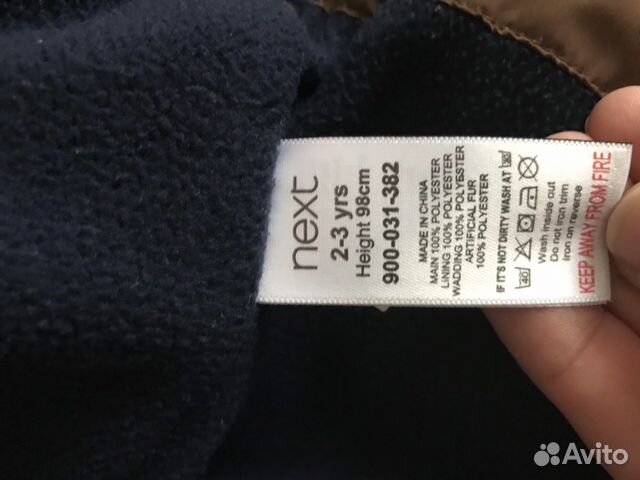 next
2-3 yrs
Height 98cm
900-031-382
MADE IN CHINA
MAIN 100% POLYESTER
LINING 100% POLYESTER
WADDING 100% POLYESTER
ARTIFICIAL FUR
100% POLYESTER
IF IT'S NOT DIRTY WASH AT
Wash inside out
Do not iron trim
Iron on reverse
KEEP AWAY FROM FIRE
Avito